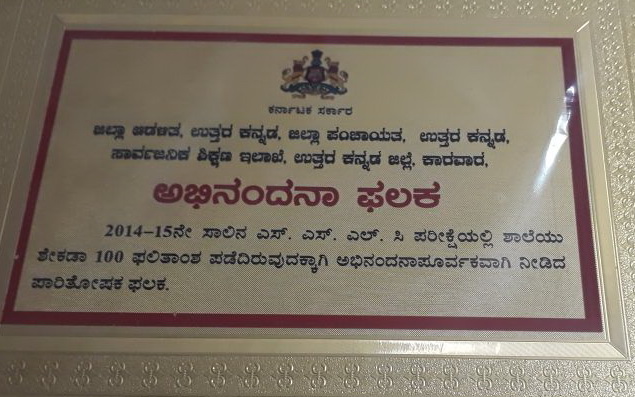 ಕರ್ನಾಟಕ ಸರ್ಕಾರ
ಜಿಲ್ಲಾ ಆಡಳಿತ, ಉತ್ತರ ಕನ್ನಡ, ಜಿಲ್ಲಾ ಪಂಚಾಯತ, ಉತ್ತರ ಕನ್ನಡ,
ಸಾರ್ವಜನಿಕ ಶಿಕ್ಷಣ ಇಲಾಖೆ, ಉತ್ತರ ಕನ್ನಡ ಜಿಲ್ಲೆ, ಕಾರವಾರ,
ಅಭಿನಂದನಾ ಫಲಕ
2014-15ನೇ ಸಾಲಿನ ಎಸ್. ಎಸ್. ಎಲ್. ಸಿ ಪರೀಕ್ಷೆಯಲ್ಲಿ ಶಾಲೆಯು
ಶೇಕಡಾ 100 ಫಲಿತಾಂಶ ಪಡೆದಿರುವುದಕ್ಕಾಗಿ ಅಭಿನಂದನಾಪೂರ್ವಕವಾಗಿ ನೀಡಿದ
ಪಾರಿತೋಷಕ ಫಲಕ.